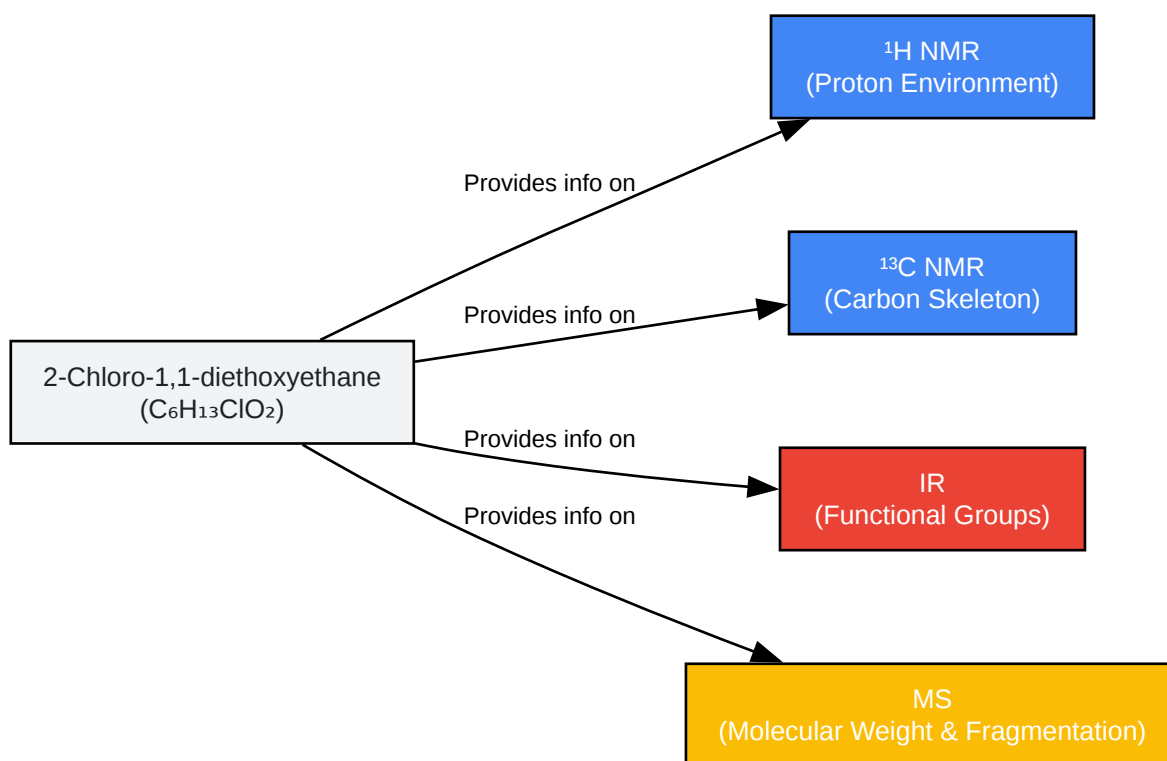 ¹H NMR
(Proton Environment)
Provides info on
¹³C NMR
(Carbon Skeleton)
Provides info on
2-Chloro-1,1-diethoxyethane
(C₆H₁₃ClO₂)
Provides info on
IR
(Functional Groups)
Provides info on
MS
(Molecular Weight & Fragmentation)